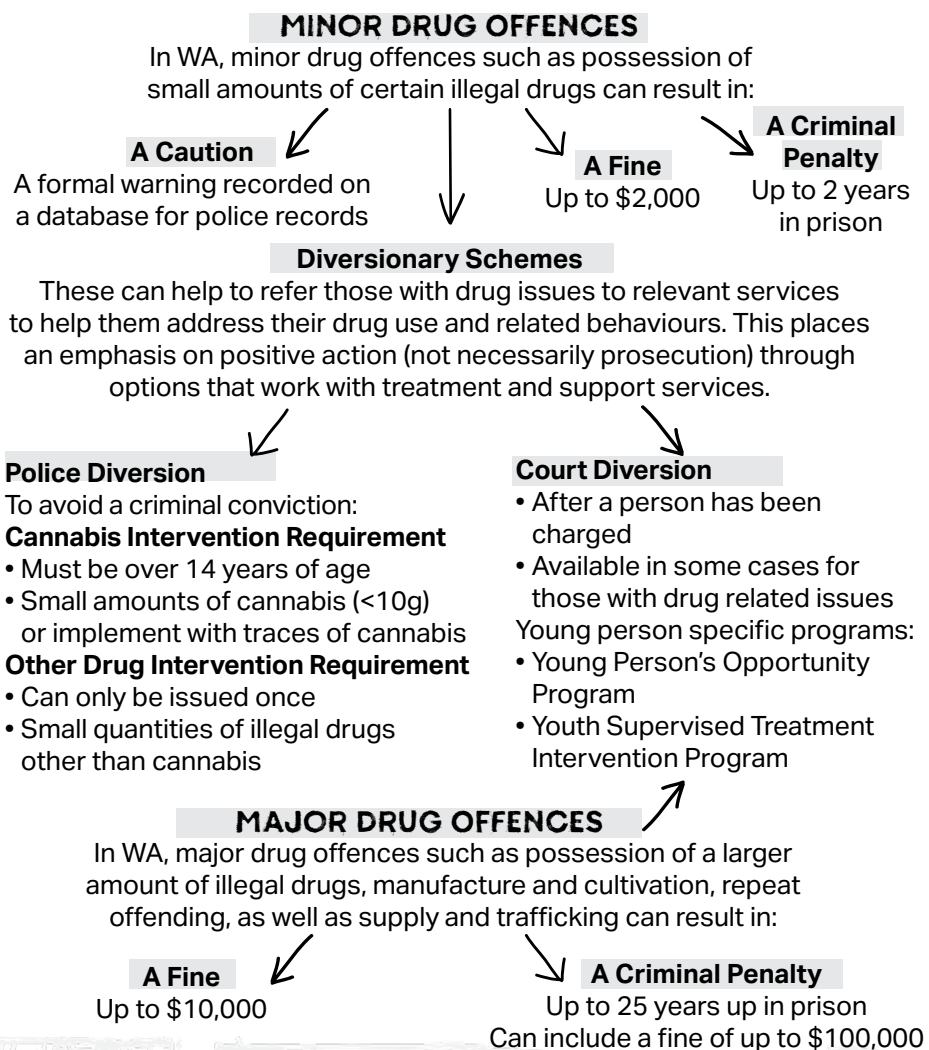 MINOR DRUG OFFENCES
In WA, minor drug offences such as possession of
small amounts of certain illegal drugs can result in:
A Caution
A formal warning recorded on
a database for police records
A Fine
Up to $2,000
A Criminal
Penalty
Up to 2 years
in prison
Diversionary Schemes
These can help to refer those with drug issues to relevant services
to help them address their drug use and related behaviours. This places
an emphasis on positive action (not necessarily prosecution) through
options that work with treatment and support services.
Police Diversion
To avoid a criminal conviction:
Cannabis Intervention Requirement
• Must be over 14 years of age
• Small amounts of cannabis (<10g)
or implement with traces of cannabis
Other Drug Intervention Requirement
• Can only be issued once
• Small quantities of illegal drugs
other than cannabis
Court Diversion
• After a person has been
charged
• Available in some cases for
those with drug related issues
Young person specific programs:
• Young Person's Opportunity
Program
• Youth Supervised Treatment
Intervention Program
MAJOR DRUG OFFENCES
In WA, major drug offences such as possession of a larger
amount of illegal drugs, manufacture and cultivation, repeat
offending, as well as supply and trafficking can result in:
A Fine
Up to $10,000
A Criminal Penalty
Up to 25 years up in prison
Can include a fine of up to $100,000